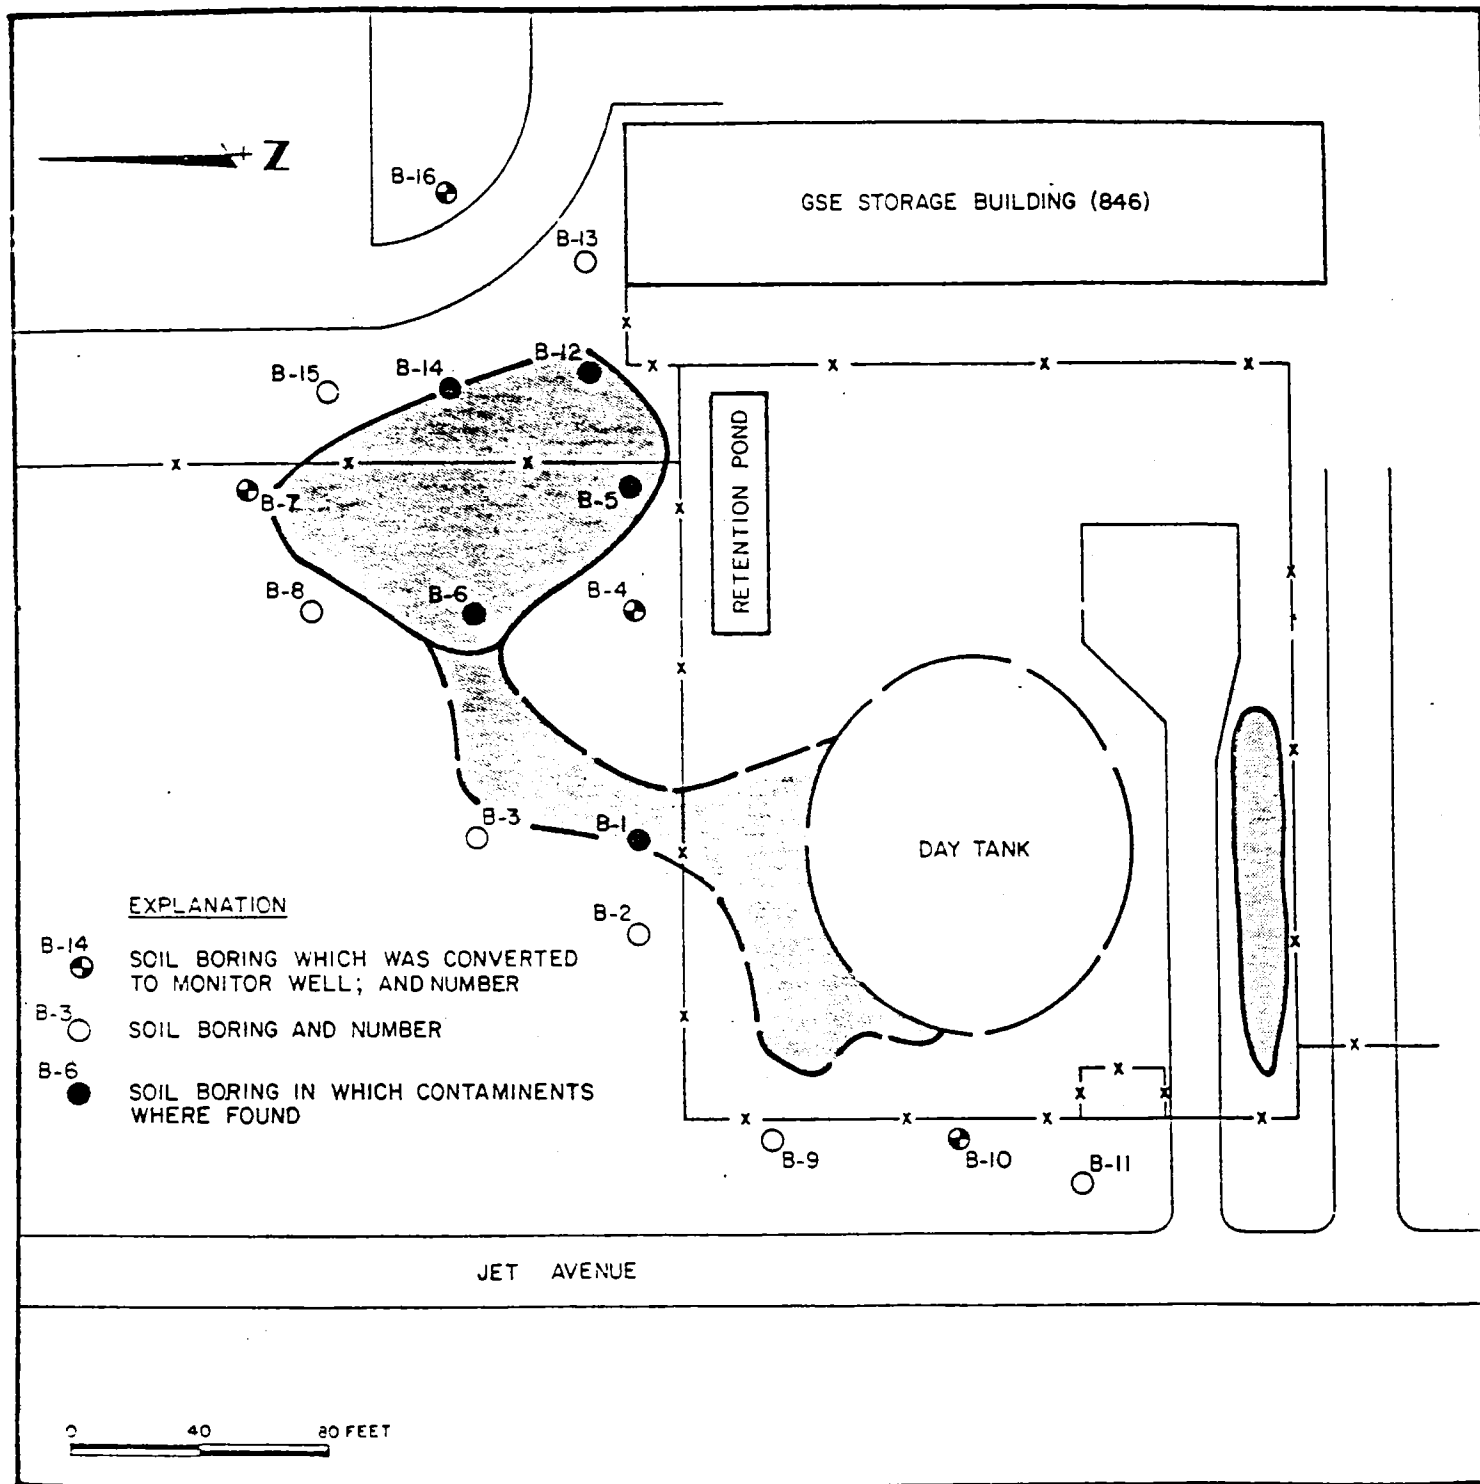 Z
B-16
GSE STORAGE BUILDING (846)
B-13
B-12
B-14
B-15
RETENTION POND
B-7
B-5
B-8
B-6
B-4
B-3
B-1
DAY TANK
B-2
EXPLANATION
B-14
SOIL BORING WHICH WAS CONVERTED
TO MONITOR WELL; AND NUMBER
B-3
SOIL BORING AND NUMBER
B-6
SOIL BORING IN WHICH CONTAMINENTS
WHERE FOUND
B-9
B-10
B-11
JET AVENUE
0 40 80 FEET